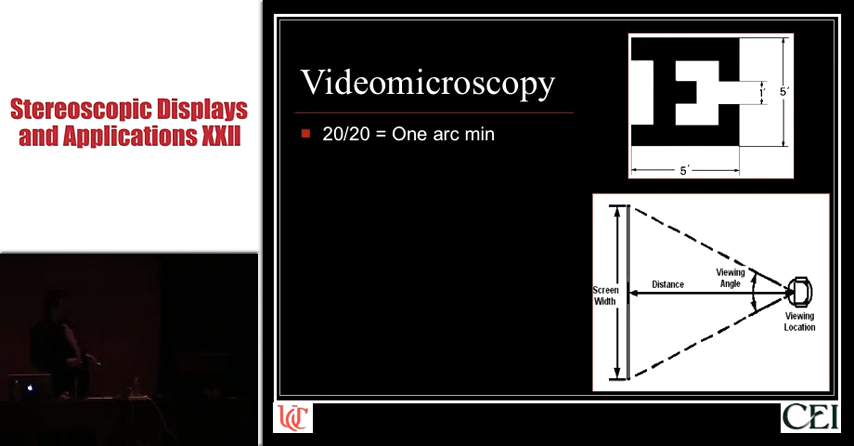 Stereoscopic Displays
and Applications XXII
Videomicroscopy
20/20 = One arc min
1′
5′
5′
Screen
Width
Distance
Viewing
Angle
Viewing
Location
UC
CEI